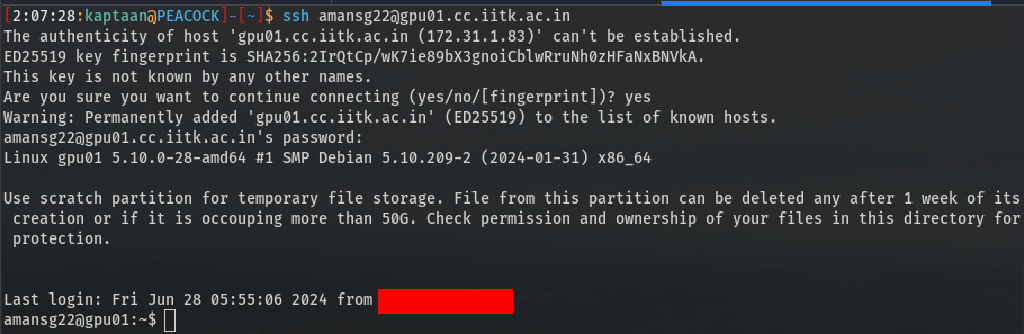 [2:07:28:kaptaan@PEACOCK]-[~]$ ssh amansg22@gpu01.cc.iitk.ac.in
The authenticity of host 'gpu01.cc.iitk.ac.in (172.31.1.83)' can't be established.
ED25519 key fingerprint is SHA256:2IrQtCp/wK7ie89bX3gnoiCblwRruNh0zHFaNxBNVkA.
This key is not known by any other names.
Are you sure you want to continue connecting (yes/no/[fingerprint])? yes
Warning: Permanently added 'gpu01.cc.iitk.ac.in' (ED25519) to the list of known hosts.
amansg22@gpu01.cc.iitk.ac.in's password:
Linux gpu01 5.10.0-28-amd64 #1 SMP Debian 5.10.209-2 (2024-01-31) x86_64
Use scratch partition for temporary file storage. File from this partition can be deleted any after 1 week of its
creation or if it is occouping more than 50G. Check permission and ownership of your files in this directory for
protection.
Last login: Fri Jun 28 05:55:06 2024 from
amansg22@gpu01:~$